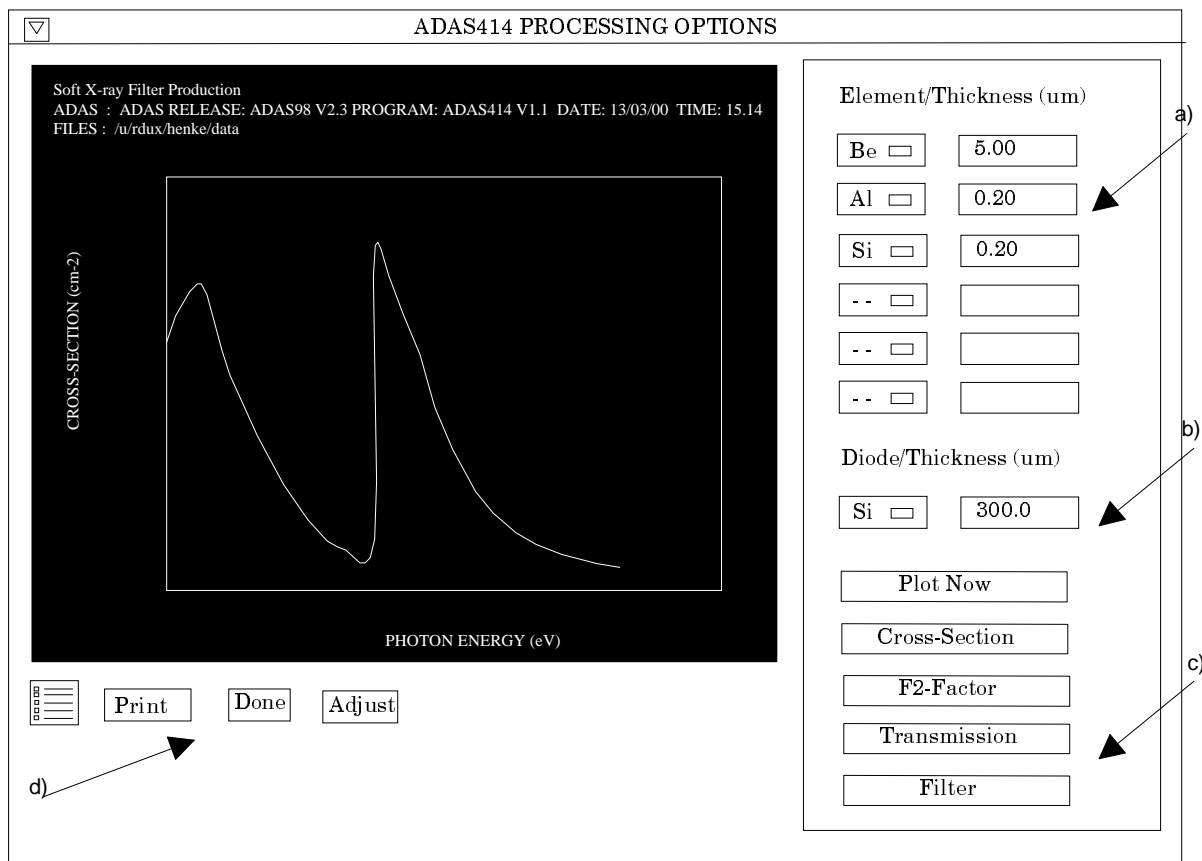 ADAS414 PROCESSING OPTIONS
Soft X-ray Filter Production
ADAS : ADAS RELEASE: ADAS98 V2.3 PROGRAM: ADAS414 V1.1 DATE: 13/03/00 TIME: 15.14
FILES : /u/rdux/henke/data
CROSS-SECTION (cm-2)
PHOTON ENERGY (eV)
Element/Thickness (um)
a)
Be 5.00
Al 0.20
Si 0.20
- -
- -
- -
b)
Diode/Thickness (um)
Si 300.0
Plot Now
Cross-Section
c)
F2-Factor
Transmission
Filter
Print Done Adjust
d)